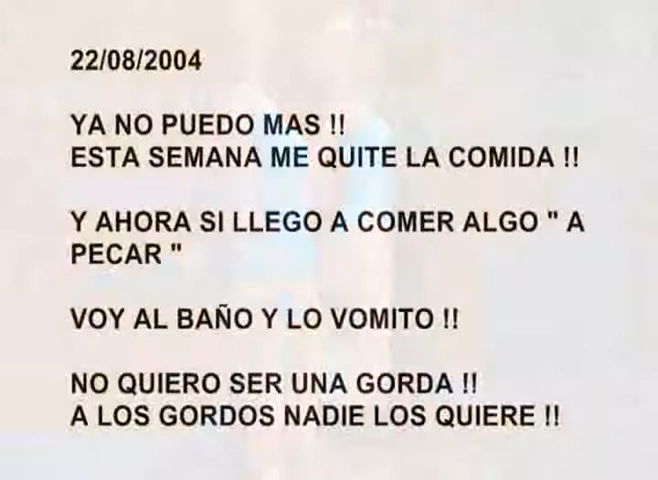 22/08/2004
YA NO PUEDO MAS !!
ESTA SEMANA ME QUITE LA COMIDA !!
Y AHORA SI LLEGO A COMER ALGO " A
PECAR "
VOY AL BAÑO Y LO VOMITO !!
NO QUIERO SER UNA GORDA !!
A LOS GORDOS NADIE LOS QUIERE !!